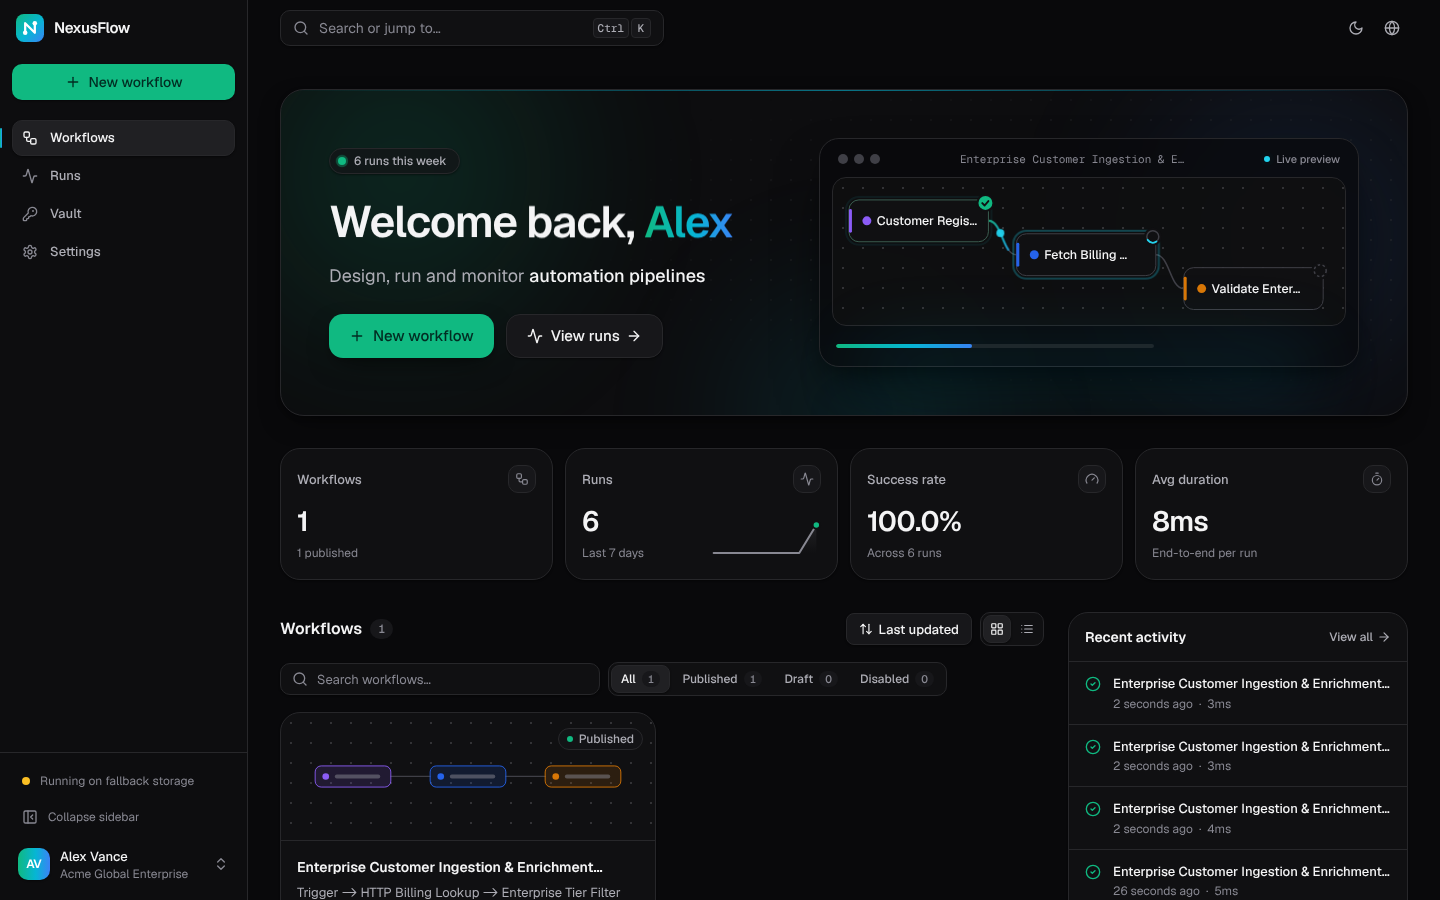 NexusFlow
New workflow
Workflows
Runs
Vault
Settings
Running on fallback storage
Collapse sidebar
AV
Alex Vance
Acme Global Enterprise
Search or jump to...
Ctrl K
6 runs this week
Welcome back, Alex
Design, run and monitor automation pipelines
New workflow
View runs →
Enterprise Customer Ingestion & E…
Live preview
Customer Regis...
Fetch Billing ...
Validate Enter...
Workflows
1
1 published
Runs
6
Last 7 days
Success rate
100.0%
Across 6 runs
Avg duration
8ms
End-to-end per run
Workflows 1
Last updated
Search workflows...
All 1
Published 1
Draft 0
Disabled 0
Published
Enterprise Customer Ingestion & Enrichment...
Trigger → HTTP Billing Lookup → Enterprise Tier Filter
Recent activity
View all →
Enterprise Customer Ingestion & Enrichment...
2 seconds ago · 3ms
Enterprise Customer Ingestion & Enrichment...
2 seconds ago · 3ms
Enterprise Customer Ingestion & Enrichment...
2 seconds ago · 4ms
Enterprise Customer Ingestion & Enrichment...
26 seconds ago · 5ms